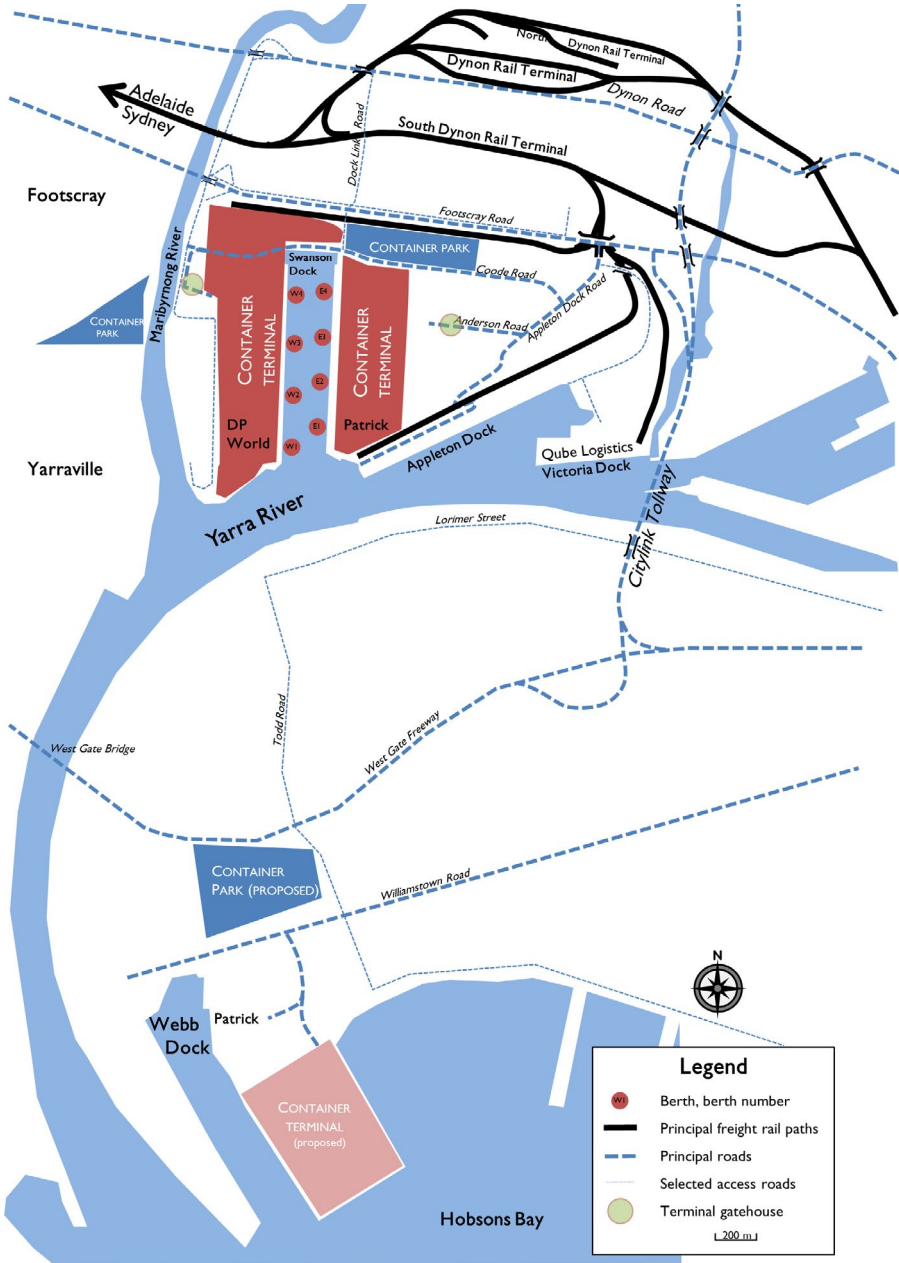 North
Dynon Rail Terminal
Dynon Rail Terminal
Dynon Road
Adelaide
Sydney
South Dynon Rail Terminal
Dock Link Road
Footscray
Footscray Road
Maribyrnong River
CONTAINER PARK
Swanson
Dock
Coode Road
Appleton Dock Road
W4
E4
CONTAINER
PARK
Anderson Road
CONTAINER
TERMINAL
CONTAINER
TERMINAL
W3
E3
E2
W2
DP
World
Patrick
E1
W1
Appleton Dock
Qube Logistics
Victoria Dock
Yarraville
Yarra River
Lorimer Street
Citylink Tollway
Todd Road
West Gate Bridge
West Gate Freeway
CONTAINER
PARK (PROPOSED)
Williamstown Road
N
Webb
Dock
Patrick
CONTAINER
TERMINAL
(proposed)
Hobsons Bay
Legend
W1
Berth, berth number
Principal freight rail paths
Principal roads
Selected access roads
Terminal gatehouse
200 m